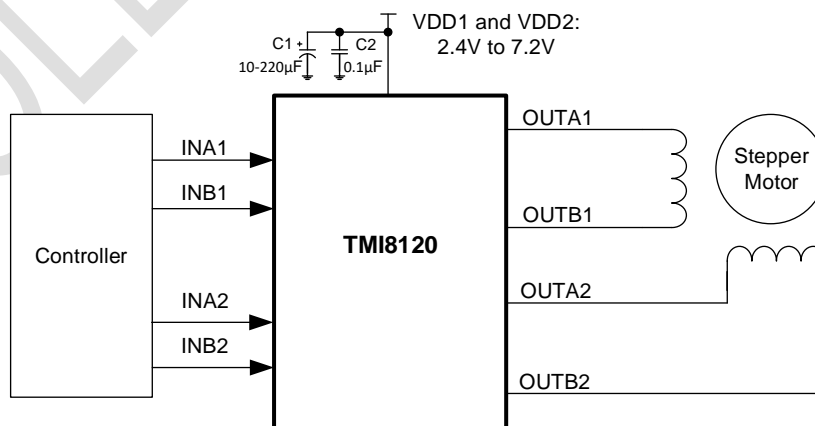 VDD1 and VDD2:
2.4V to 7.2V
C1 +
C2
10-220µF
0.1µF
OUTA1
INA1
Stepper
Motor
INB1
OUTB1
TMI8120
Controller
OUTA2
INA2
INB2
OUTB2